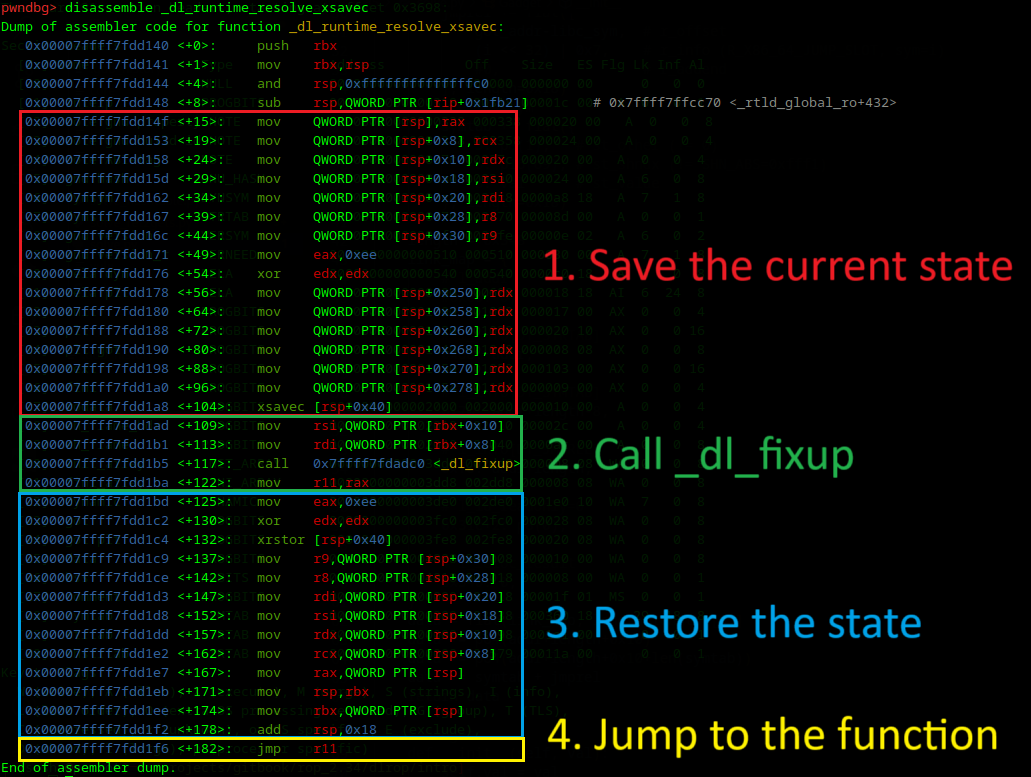 pwndbg> disassemble _dl_runtime_resolve_xsavec
Dump of assembler code for function _dl_runtime_resolve_xsavec:
0x00007ffff7fdd140 <+0>: push rbx
0x00007ffff7fdd141 <+1>: mov rbx,rsp
0x00007ffff7fdd144 <+4>: and rsp,0xffffffffffffffc0
0x00007ffff7fdd148 <+8>: sub rsp,QWORD PTR [rip+0x1fb21] # 0x7ffff7ffcc70 <_rtld_global_ro+432>
0x00007ffff7fdd14f <+15>: mov QWORD PTR [rsp],rax
0x00007ffff7fdd153 <+19>: mov QWORD PTR [rsp+0x8],rcx
0x00007ffff7fdd158 <+24>: mov QWORD PTR [rsp+0x10],rdx
0x00007ffff7fdd15d <+29>: mov QWORD PTR [rsp+0x18],rsi
0x00007ffff7fdd162 <+34>: mov QWORD PTR [rsp+0x20],rdi
0x00007ffff7fdd167 <+39>: mov QWORD PTR [rsp+0x28],r8
0x00007ffff7fdd16c <+44>: mov QWORD PTR [rsp+0x30],r9
0x00007ffff7fdd171 <+49>: mov eax,0xee
0x00007ffff7fdd176 <+54>: xor edx,edx
0x00007ffff7fdd178 <+56>: mov QWORD PTR [rsp+0x250],rdx
0x00007ffff7fdd180 <+64>: mov QWORD PTR [rsp+0x258],rdx
0x00007ffff7fdd188 <+72>: mov QWORD PTR [rsp+0x260],rdx
0x00007ffff7fdd190 <+80>: mov QWORD PTR [rsp+0x268],rdx
0x00007ffff7fdd198 <+88>: mov QWORD PTR [rsp+0x270],rdx
0x00007ffff7fdd1a0 <+96>: mov QWORD PTR [rsp+0x278],rdx
0x00007ffff7fdd1a8 <+104>: xsavec [rsp+0x40]
1. Save the current state
0x00007ffff7fdd1ad <+109>: mov rsi,QWORD PTR [rbx+0x10]
0x00007ffff7fdd1b1 <+113>: mov rdi,QWORD PTR [rbx+0x8]
0x00007ffff7fdd1b5 <+117>: call 0x7ffff7fdadc0 <_dl_fixup>
0x00007ffff7fdd1ba <+122>: mov r11,rax
2. Call _dl_fixup
0x00007ffff7fdd1bd <+125>: mov eax,0xee
0x00007ffff7fdd1c2 <+130>: xor edx,edx
0x00007ffff7fdd1c4 <+132>: xrstor [rsp+0x40]
0x00007ffff7fdd1c9 <+137>: mov r9,QWORD PTR [rsp+0x30]
0x00007ffff7fdd1ce <+142>: mov r8,QWORD PTR [rsp+0x28]
0x00007ffff7fdd1d3 <+147>: mov rdi,QWORD PTR [rsp+0x20]
0x00007ffff7fdd1d8 <+152>: mov rsi,QWORD PTR [rsp+0x18]
0x00007ffff7fdd1dd <+157>: mov rdx,QWORD PTR [rsp+0x10]
0x00007ffff7fdd1e2 <+162>: mov rcx,QWORD PTR [rsp+0x8]
0x00007ffff7fdd1e7 <+167>: mov rax,QWORD PTR [rsp]
0x00007ffff7fdd1eb <+171>: mov rsp,rbx
0x00007ffff7fdd1ee <+174>: mov rbx,QWORD PTR [rsp]
0x00007ffff7fdd1f2 <+178>: add rsp,0x18
3. Restore the state
0x00007ffff7fdd1f6 <+182>: jmp r11
4. Jump to the function
End of assembler dump.